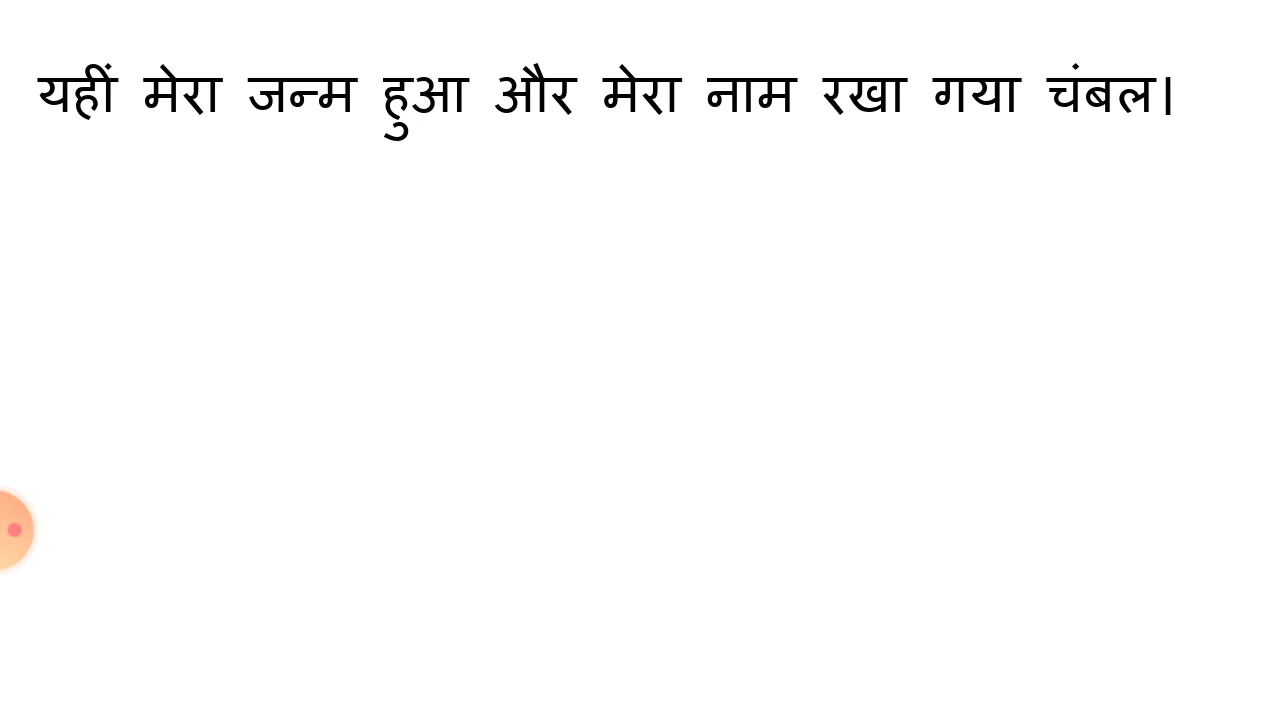 यहीं मेरा जन्म हुआ और मेरा नाम रखा गया चंबल।